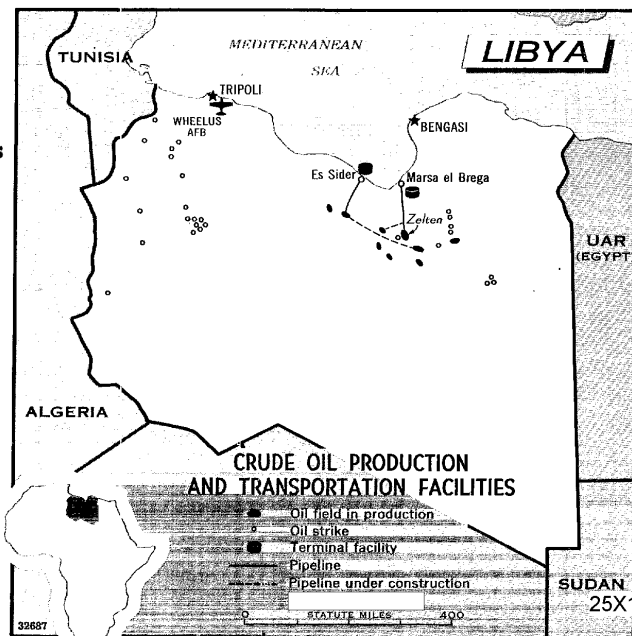 LIBYA
MEDITERRANEAN
SEA
TUNISIA
TRIPOLI
WHEELUS
AFB
BENGASI
Es Sider
Marsa el Brega
Zelten
UAR
(EGYPT
ALGERIA
CRUDE OIL PRODUCTION
AND TRANSPORTATION FACILITIES
Oil field in production
Oil strike
Terminal facility
Pipeline
Pipeline under construction
SUDAN
25X1
32687
0 STATUTE MILES 400